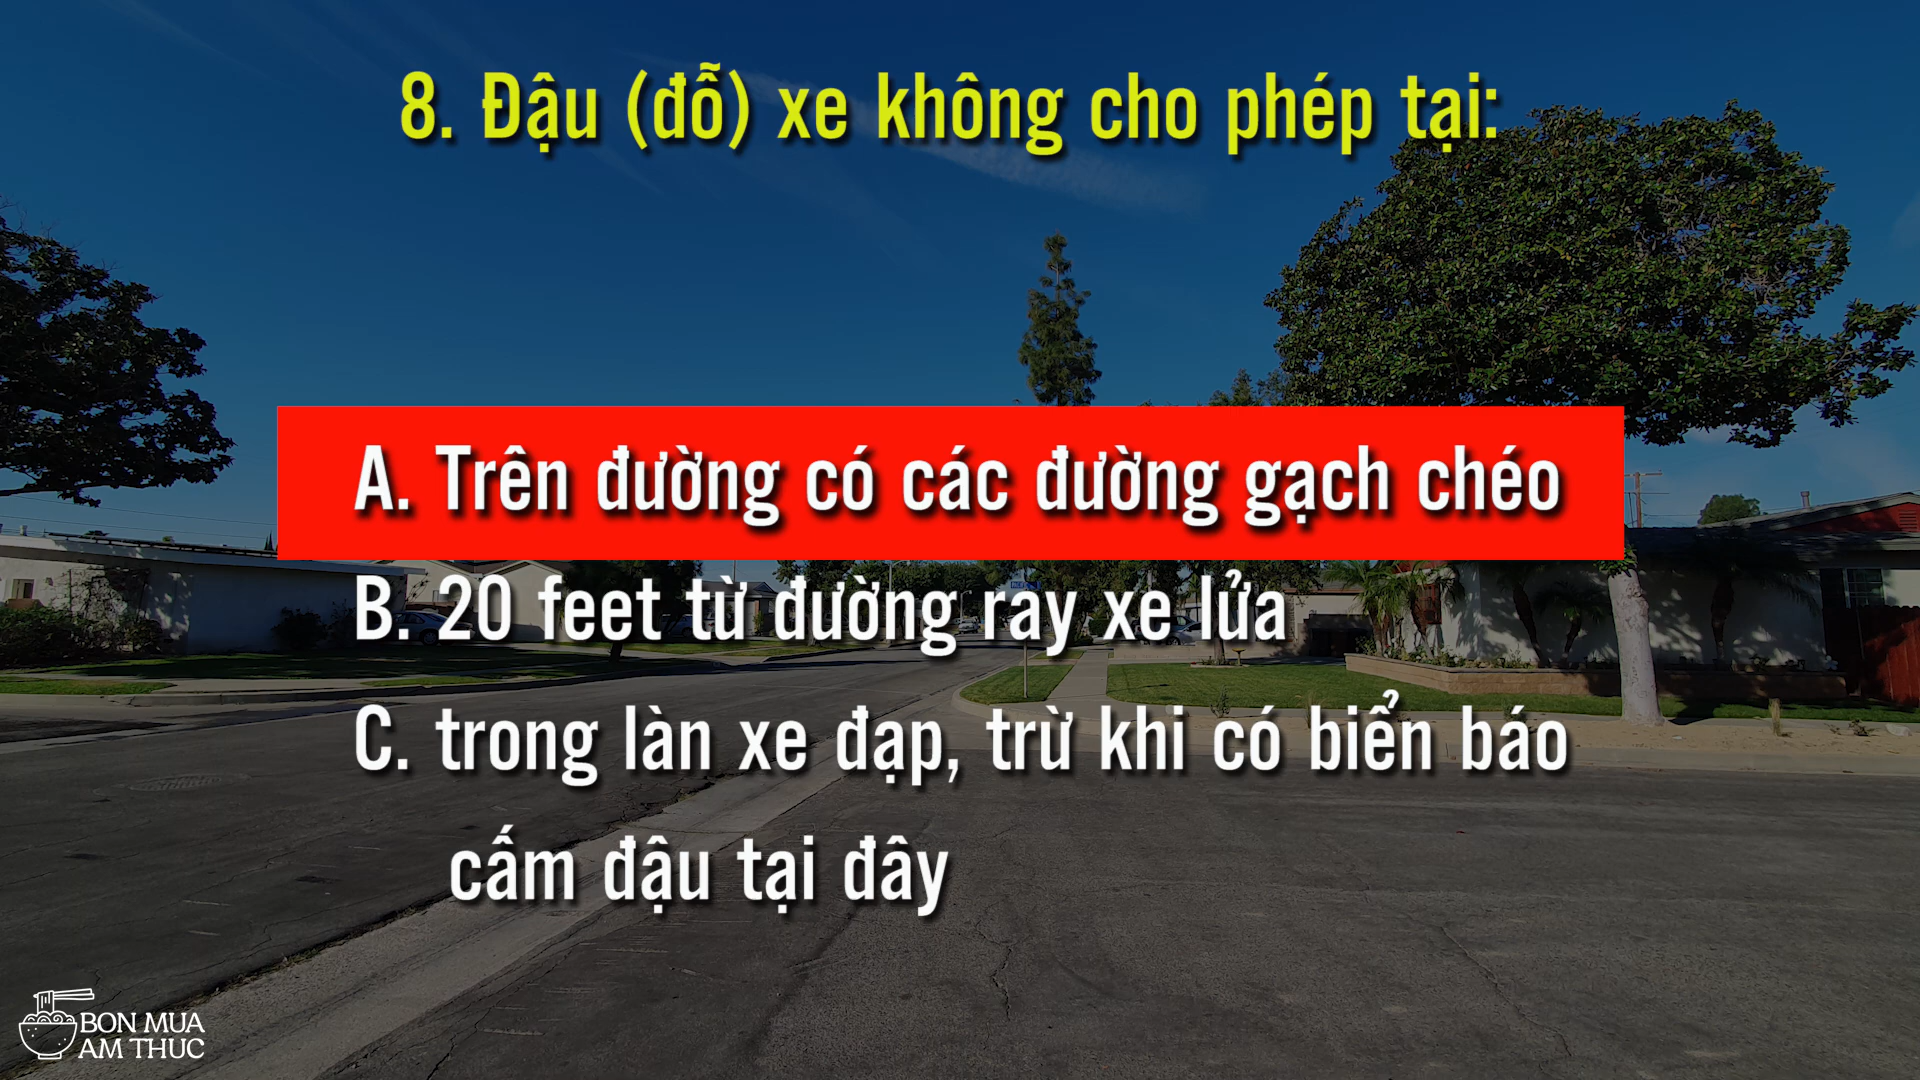 8. Đậu (đỗ) xe không cho phép tại:
A. Trên đường có các đường gạch chéo
B. 20 feet từ đường ray xe lửa
C. trong làn xe đạp, trừ khi có biển báo
cấm đậu tại đây
BON MUA
AM THUC